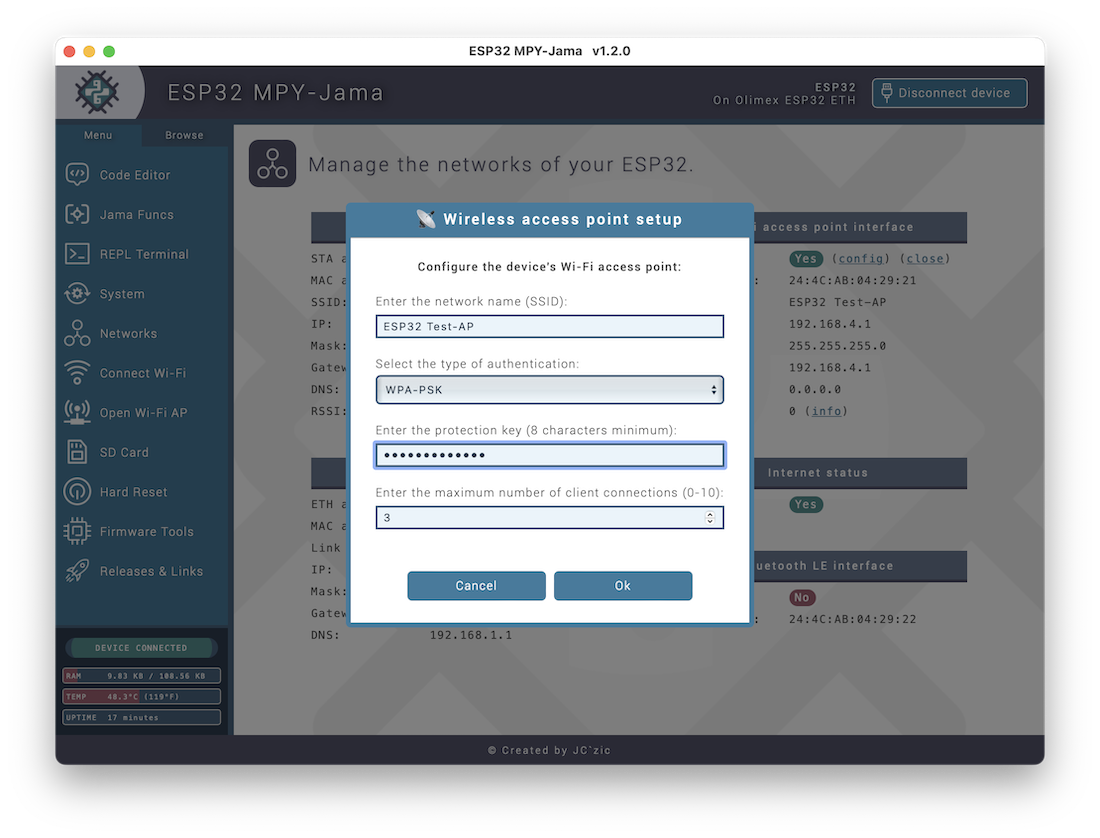 ESP32 MPY-Jama v1.2.0
ESP32 MPY-Jama
ESP32
On Olimex ESP32 ETH
Disconnect device
Menu
Browse
Code Editor
Jama Funcs
REPL Terminal
System
Networks
Connect Wi-Fi
Open Wi-Fi AP
SD Card
Hard Reset
Firmware Tools
Releases & Links
DEVICE CONNECTED
RAM 9.83 KB / 108.56 KB
TEMP 48.3°C (119°F)
UPTIME 17 minutes
Manage the networks of your ESP32.
STA
MAC
SSID:
IP:
Mask:
DNS:
RSSI:
access point interface
Yes (config) (close)
24:4C:AB:04:29:21
ESP32 Test-AP
192.168.4.1
255.255.255.0
192.168.4.1
0.0.0.0
0 (info)
ETH
MAC
Link
IP:
Mask:
DNS: 192.168.1.1
Internet status
Yes
LE interface
No
24:4C:AB:04:29:22
Wireless access point setup
Configure the device's Wi-Fi access point:
Enter the network name (SSID):
ESP32 Test-AP
Select the type of authentication:
WPA-PSK
Enter the protection key (8 characters minimum):
•••••••••••••
Enter the maximum number of client connections (0-10):
3
Cancel
Ok
© Created by JC`zic